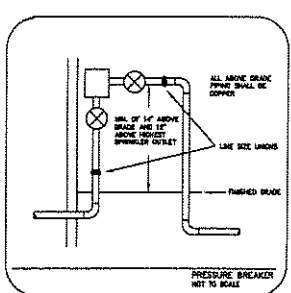 ALL ABOVE GRADE
PIPING SHALL BE
COPPER
MIN. OF 14" ABOVE
GRADE AND 12"
ABOVE HIGHEST
SPRINKLER OUTLET
LINE SIZE UNIONS
FINISHED GRADE
PRESSURE BREAKER
NOT TO SCALE